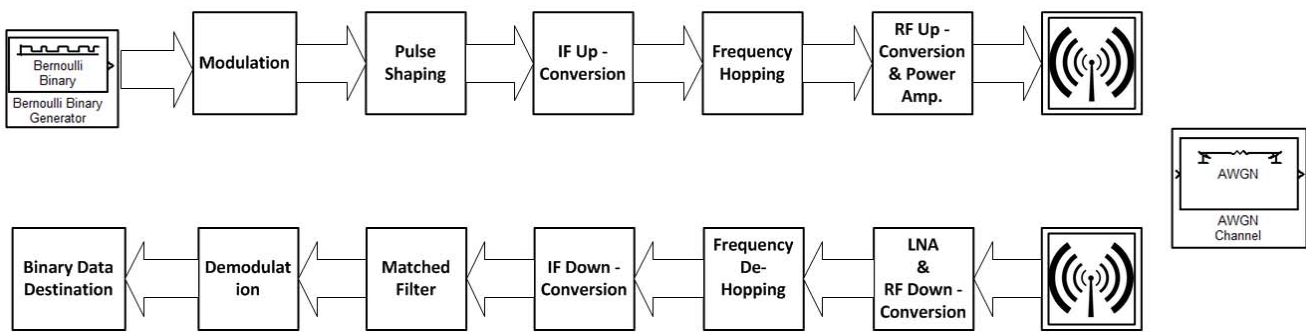 Bernoulli
Binary
Bernoulli Binary
Generator
Modulation
Pulse
Shaping
IF Up -
Conversion
Frequency
Hopping
RF Up -
Conversion
& Power
Amp.
AWGN
AWGN
Channel
Binary Data
Destination
Demodulat
ion
Matched
Filter
IF Down -
Conversion
Frequency
De-
Hopping
LNA
&
RF Down -
Conversion